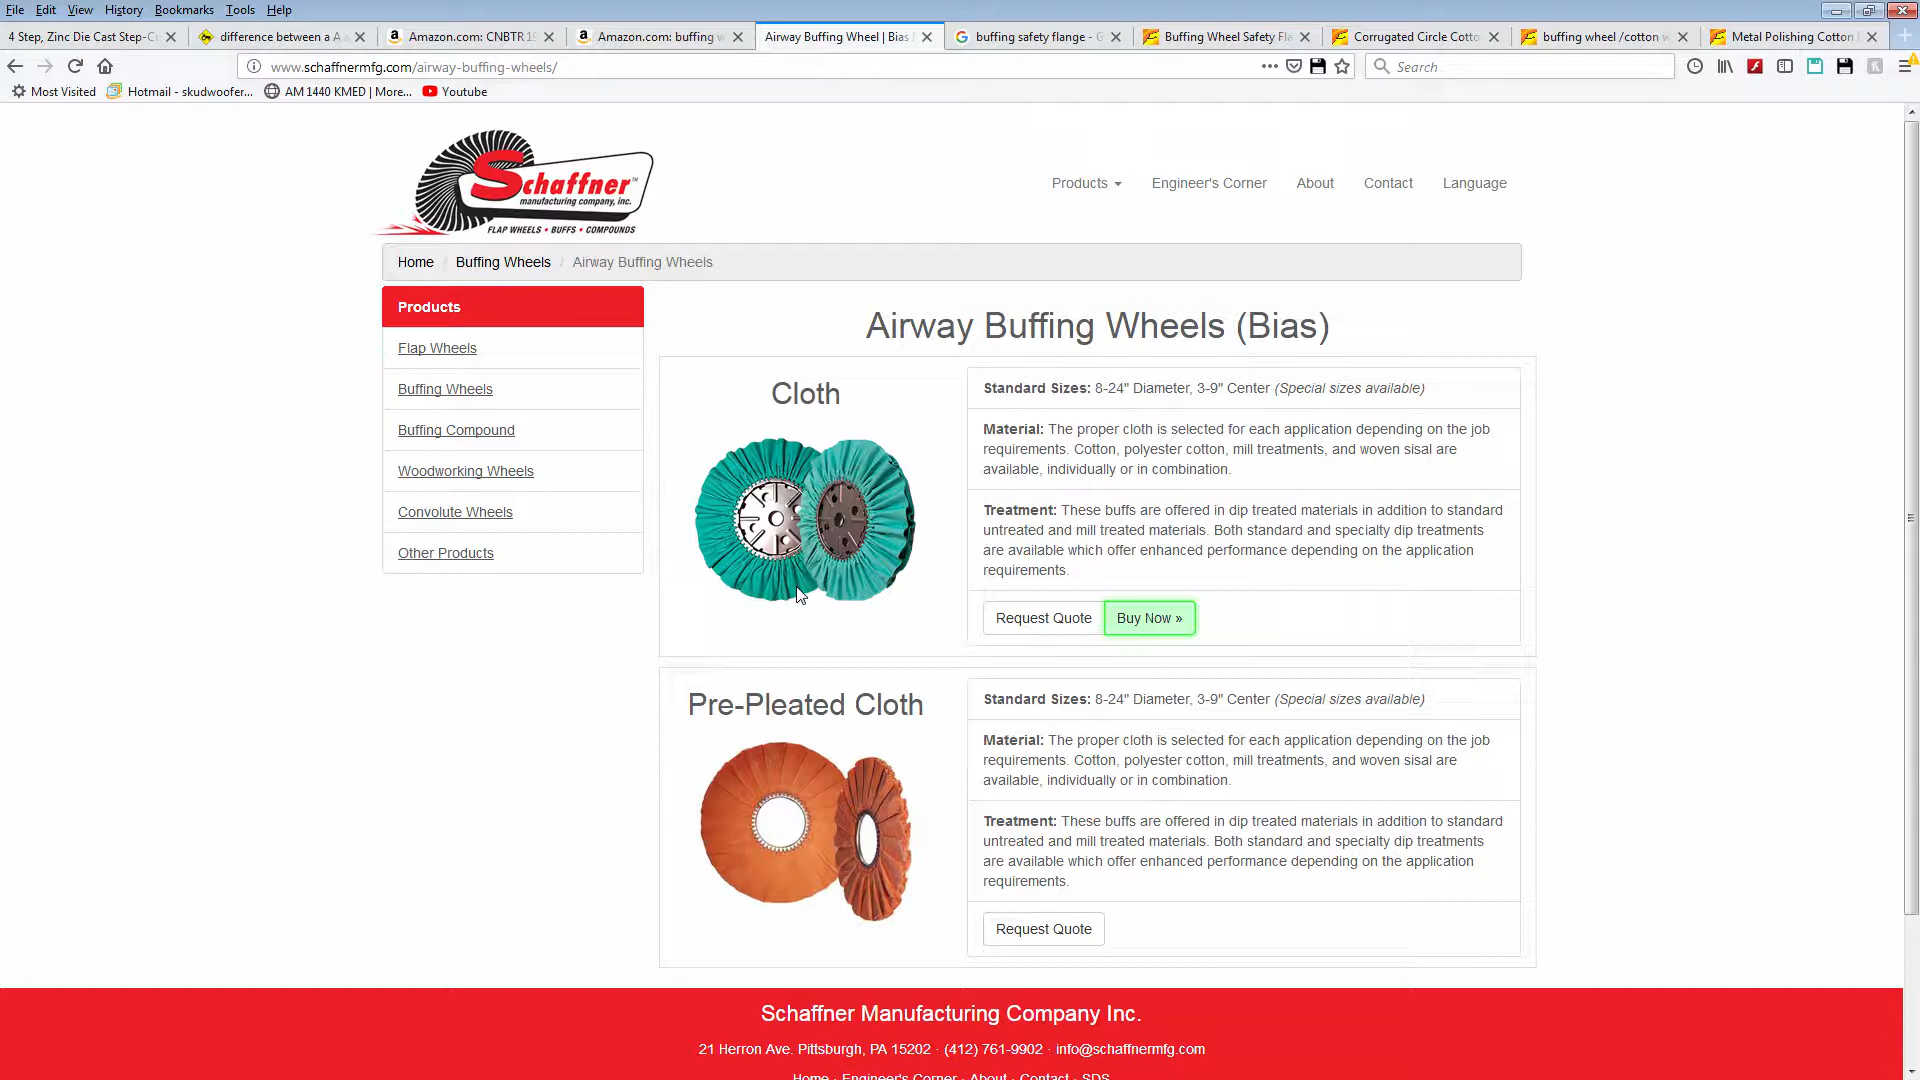 File Edit View History Bookmarks Tools Help
4 Step, Zinc Die Cast Step-Co
difference between a A a
Amazon.com: CNBTR 19
Amazon.com: buffing w
Airway Buffing Wheel | Bias
buffing safety flange - G
Buffing Wheel Safety Fla
Corrugated Circle Cotto
buffing wheel /cotton w
Metal Polishing Cotton
www.schaffnermfg.com/airway-buffing-wheels/
Search
Most Visited
Hotmail - skudwoofer...
AM 1440 KMED | More...
Youtube
Schaffner™
manufacturing company, inc.
FLAP WHEELS • BUFFS • COMPOUNDS
Products
Engineer's Corner
About
Contact
Language
Home / Buffing Wheels / Airway Buffing Wheels
Products
Flap Wheels
Buffing Wheels
Buffing Compound
Woodworking Wheels
Convolute Wheels
Other Products
Airway Buffing Wheels (Bias)
Cloth
Standard Sizes: 8-24" Diameter, 3-9" Center (Special sizes available)
Material: The proper cloth is selected for each application depending on the job
requirements. Cotton, polyester cotton, mill treatments, and woven sisal are
available, individually or in combination.
Treatment: These buffs are offered in dip treated materials in addition to standard
untreated and mill treated materials. Both standard and specialty dip treatments
are available which offer enhanced performance depending on the application
requirements.
Request Quote
Buy Now »
Pre-Pleated Cloth
Standard Sizes: 8-24" Diameter, 3-9" Center (Special sizes available)
Material: The proper cloth is selected for each application depending on the job
requirements. Cotton, polyester cotton, mill treatments, and woven sisal are
available, individually or in combination.
Treatment: These buffs are offered in dip treated materials in addition to standard
untreated and mill treated materials. Both standard and specialty dip treatments
are available which offer enhanced performance depending on the application
requirements.
Request Quote
Schaffner Manufacturing Company Inc.
21 Herron Ave. Pittsburgh, PA 15202 · (412) 761-9902 · info@schaffnermfg.com
Home · Engineer's Corner · About · Contact · SDS